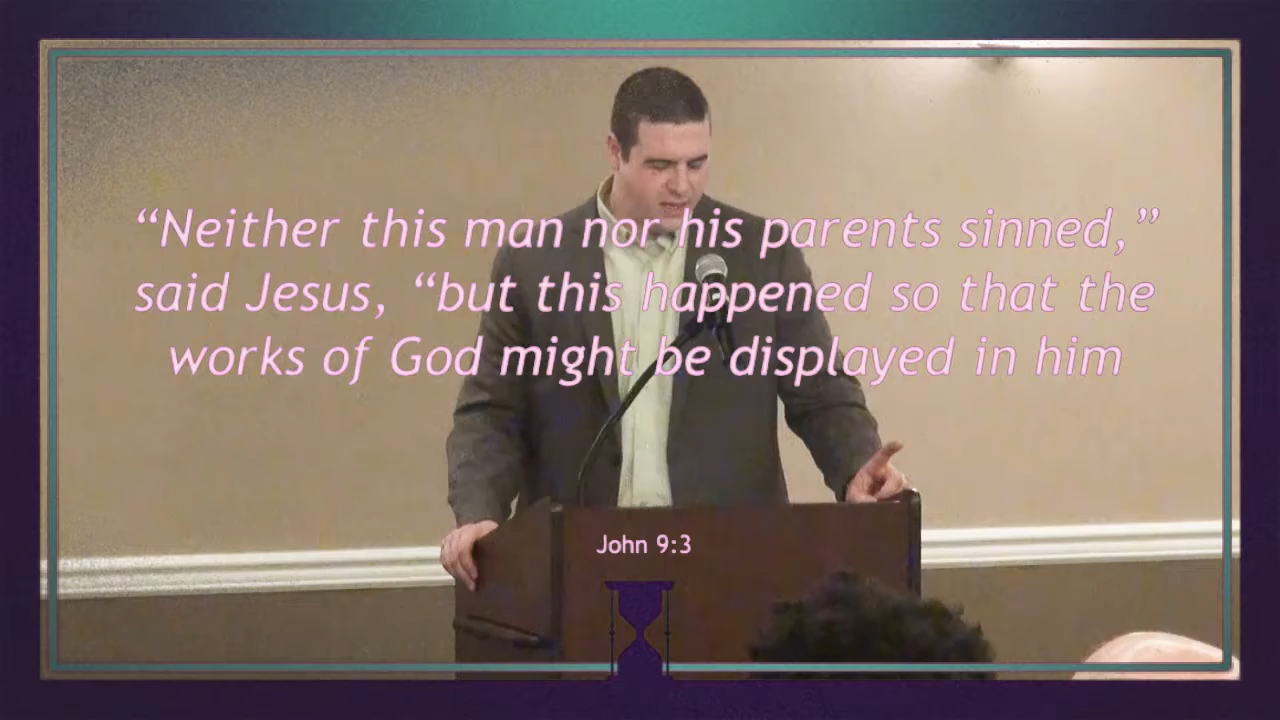 “Neither this man nor his parents sinned,”
said Jesus, “but this happened so that the
works of God might be displayed in him
John 9:3